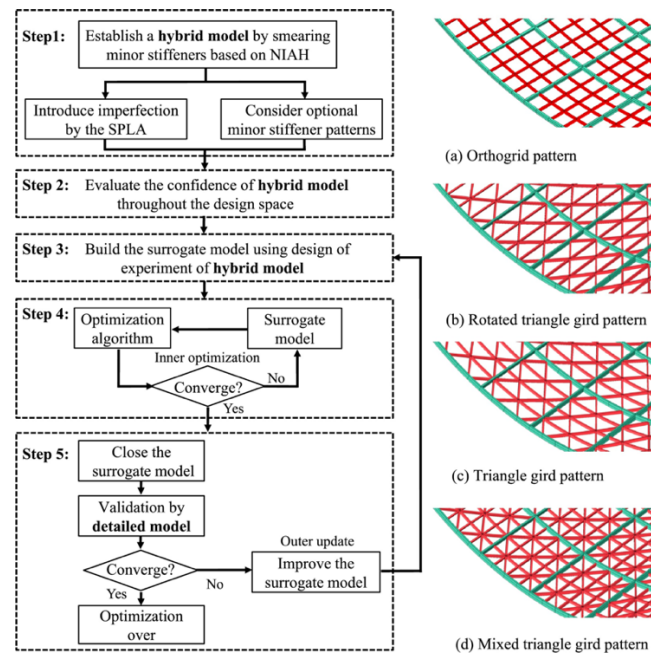 Step1:
Establish a hybrid model by smearing
minor stiffeners based on NIAH
Introduce imperfection
by the SPLA
Consider optional
minor stiffener patterns
Step 2:
Evaluate the confidence of hybrid model
throughout the design space
Step 3:
Build the surrogate model using design of
experiment of hybrid model
Step 4:
Optimization
algorithm
Surrogate
model
Inner optimization
Converge?
No
Yes
Step 5:
Close the
surrogate model
Validation by
detailed model
Converge?
No
Yes
Outer update
Improve the
surrogate model
Optimization
over
(a) Orthogrid pattern
(b) Rotated triangle gird pattern
(c) Triangle gird pattern
(d) Mixed triangle gird pattern